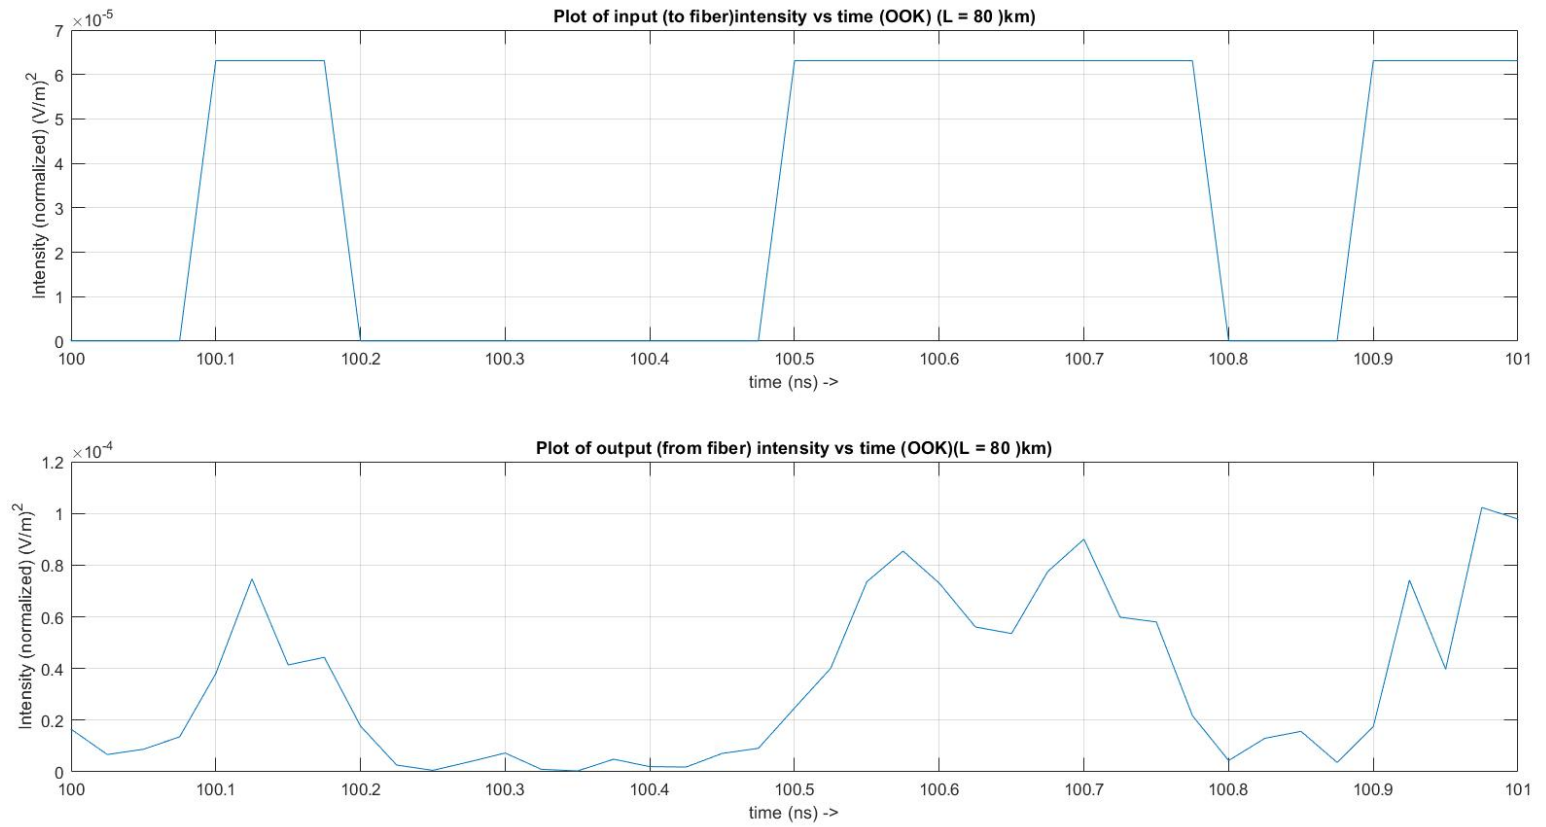 Plot of input (to fiber)intensity vs time (OOK) (L = 80 )km)
×10-5
Intensity (normalized) (V/m)2
7
6
5
4
3
2
1
0
100 100.1 100.2 100.3 100.4 100.5 100.6 100.7 100.8 100.9 101
time (ns) ->
Plot of output (from fiber) intensity vs time (OOK)(L = 80 )km)
×10-4
Intensity (normalized) (V/m)2
1.2
1
0.8
0.6
0.4
0.2
0
100 100.1 100.2 100.3 100.4 100.5 100.6 100.7 100.8 100.9 101
time (ns) ->